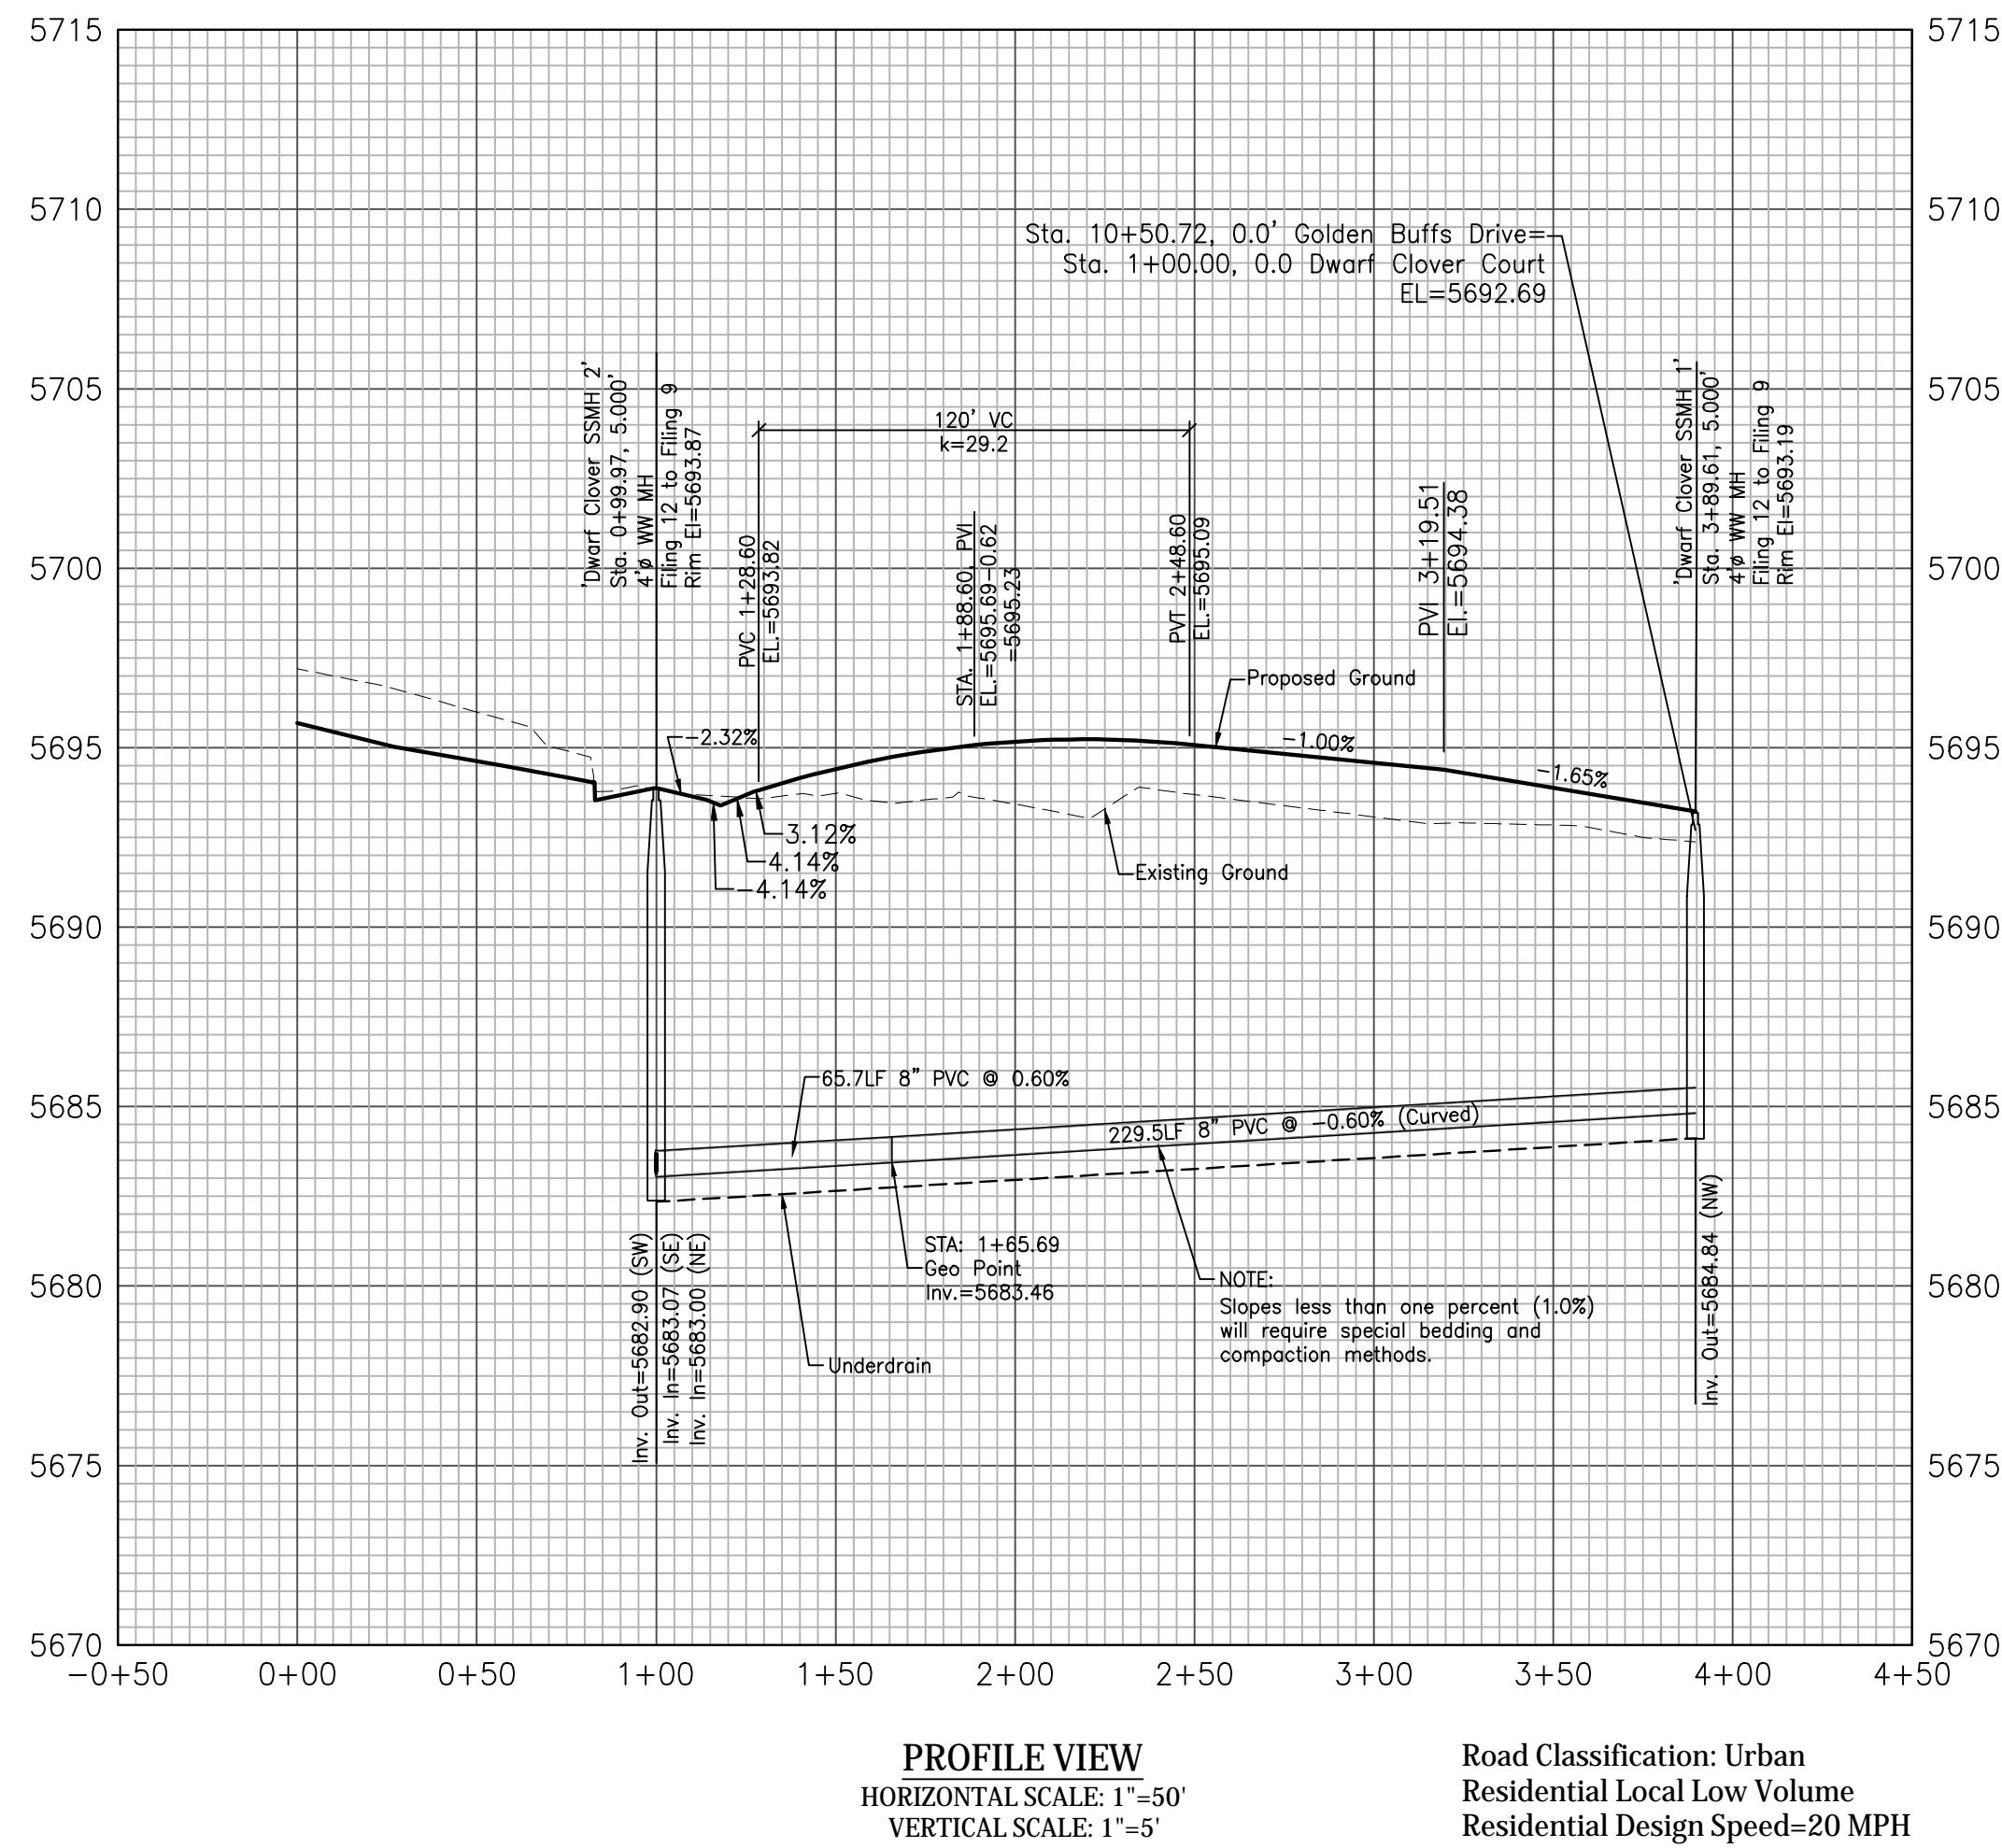 5715
5715
5710
5710
Sta. 10+50.72, 0.0' Golden Buffs Drive=
Sta. 1+00.00, 0.0 Dwarf Clover Court
EL=5692.69
5705
5705
'Dwarf Clover SSMH 2'
Sta. 0+99.97, 5.000'
4'ø WW MH
Filing 12 to Filing 9
Rim El=5693.87
120' VC
k=29.2
'Dwarf Clover SSMH 1'
Sta. 3+89.61, 5.000'
4'ø WW MH
Filing 12 to Filing 9
Rim El=5693.19
PVC 1+28.60
EL.=5693.82
STA. 1+88.60, PVI
EL.=5695.69-0.62
=5695.23
PVT 2+48.60
EL.=5695.09
PVI 3+19.51
El.=5694.38
5700
5700
Proposed Ground
5695
-2.32%
-1.00%
-1.65%
5695
3.12%
4.14%
-4.14%
Existing Ground
5690
5690
65.7LF 8" PVC @ 0.60%
5685
229.5LF 8" PVC @ -0.60% (Curved)
5685
Inv. Out=5682.90 (SW)
Inv. In=5683.07 (SE)
Inv. In=5683.00 (NE)
STA: 1+65.69
Geo Point
Inv.=5683.46
NOTE:
Slopes less than one percent (1.0%)
will require special bedding and
compaction methods.
Inv. Out=5684.84 (NW)
5680
5680
Underdrain
5675
5675
5670
5670
-0+50 0+00 0+50 1+00 1+50 2+00 2+50 3+00 3+50 4+00 4+50
PROFILE VIEW
HORIZONTAL SCALE: 1"=50'
VERTICAL SCALE: 1"=5'
Road Classification: Urban
Residential Local Low Volume
Residential Design Speed=20 MPH